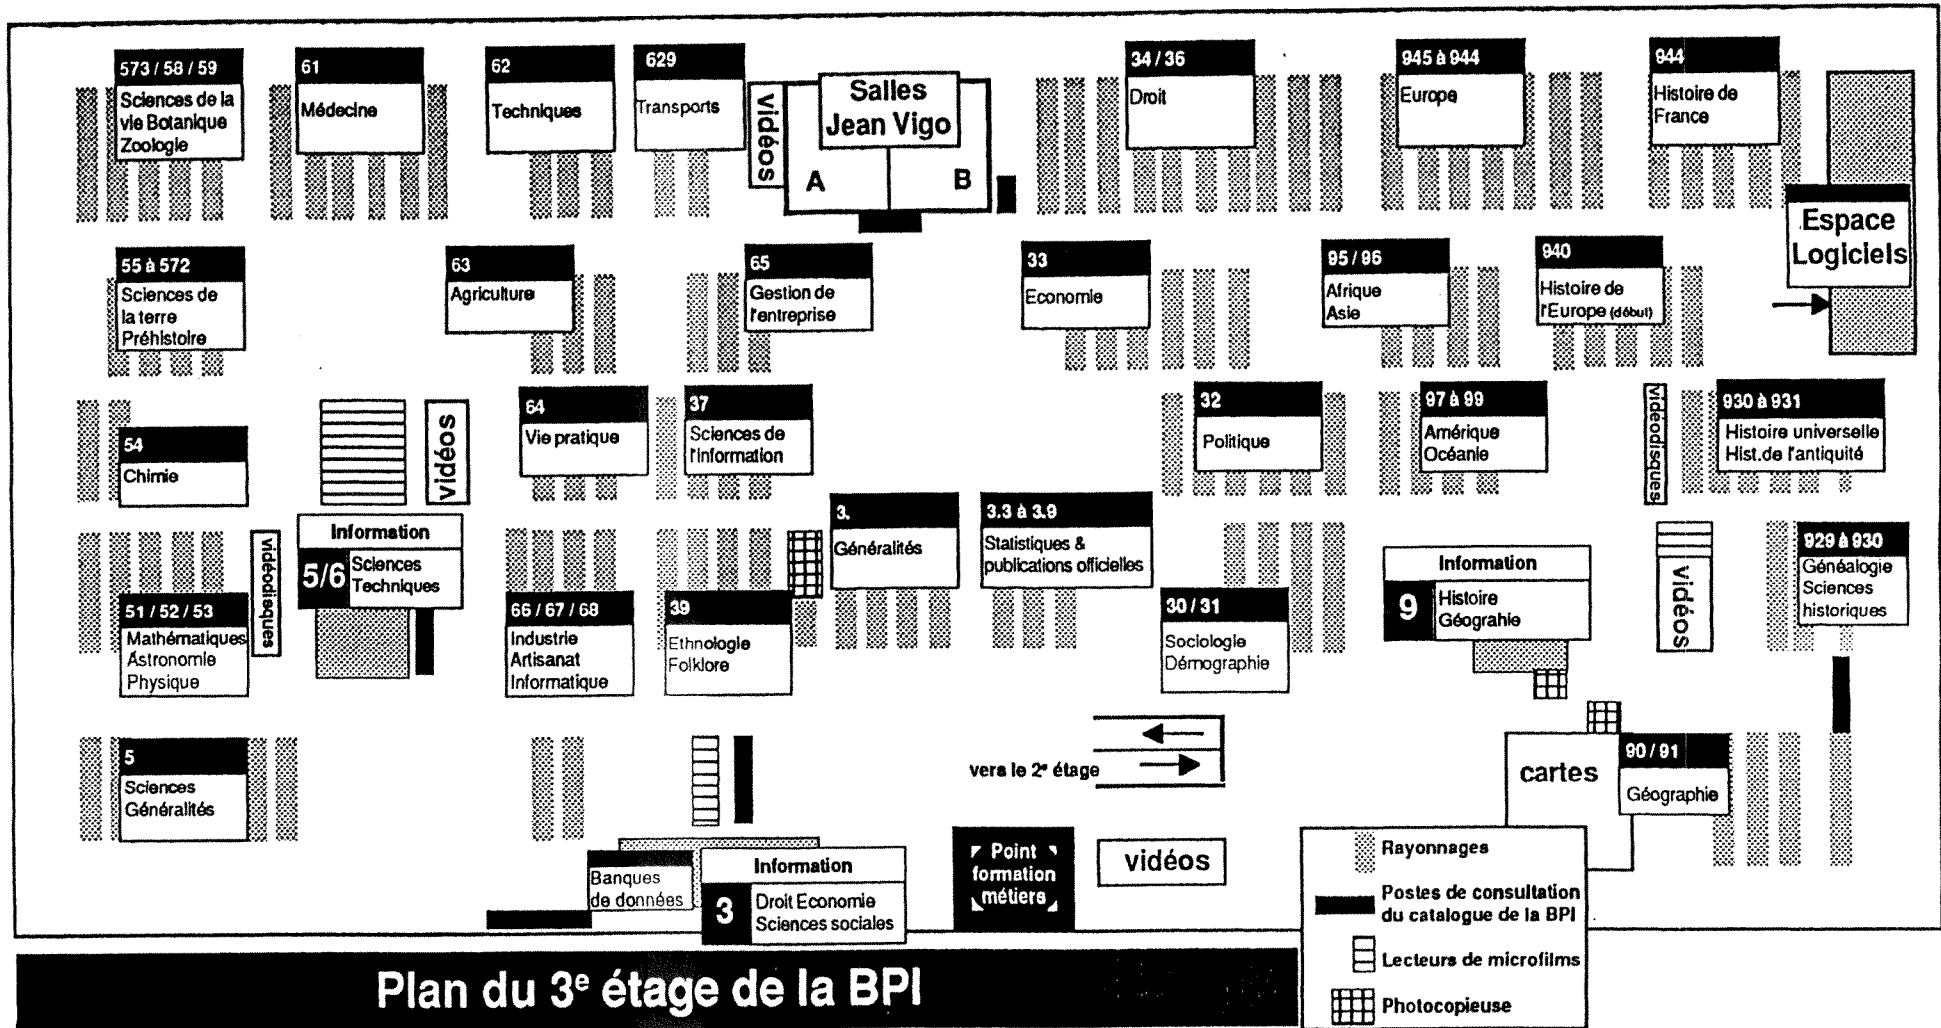 573 / 58 / 59
Sciences de la
vie Botanique
Zoologie
61
Médecine
62
Techniques
629
Transports
vidéos
Salles
Jean Vigo
A
B
34 / 36
Droit
945 à 944
Europe
944
Histoire de
France
Espace
Logiciels
55 à 572
Sciences de
la terre
Préhistoire
63
Agriculture
65
Gestion de
l'entreprise
33
Economie
95 / 96
Afrique
Asie
940
Histoire de
l'Europe (début)
54
Chimie
vidéos
64
Vie pratique
37
Sciences de
l'Information
32
Politique
97 à 99
Amérique
Océanie
vidéodisques
930 à 931
Histoire universelle
Hist.de l'antiquité
3.
Généralités
3.3 à 3.9
Statistiques &
publications officielles
51 / 52 / 53
Mathématiques
Astronomie
Physique
vidéodisques
Information
5/6
Sciences
Techniques
66 / 67 / 68
Industrie
Artisanat
Informatique
39
Ethnologie
Folklore
30 / 31
Sociologie
Démographie
Information
9
Histoire
Géograhie
vidéos
929 à 930
Généalogie
Sciences
historiques
5
Sciences
Généralités
vers le 2e étage
cartes
90 / 91
Géographie
Banques
de données
Information
3
Droit Economie
Sciences sociales
Point
formation
métiers
vidéos
Rayonnages
Postes de consultation
du catalogue de la BPI
Lecteurs de microfilms
Photocopieuse
Plan du 3e étage de la BPI